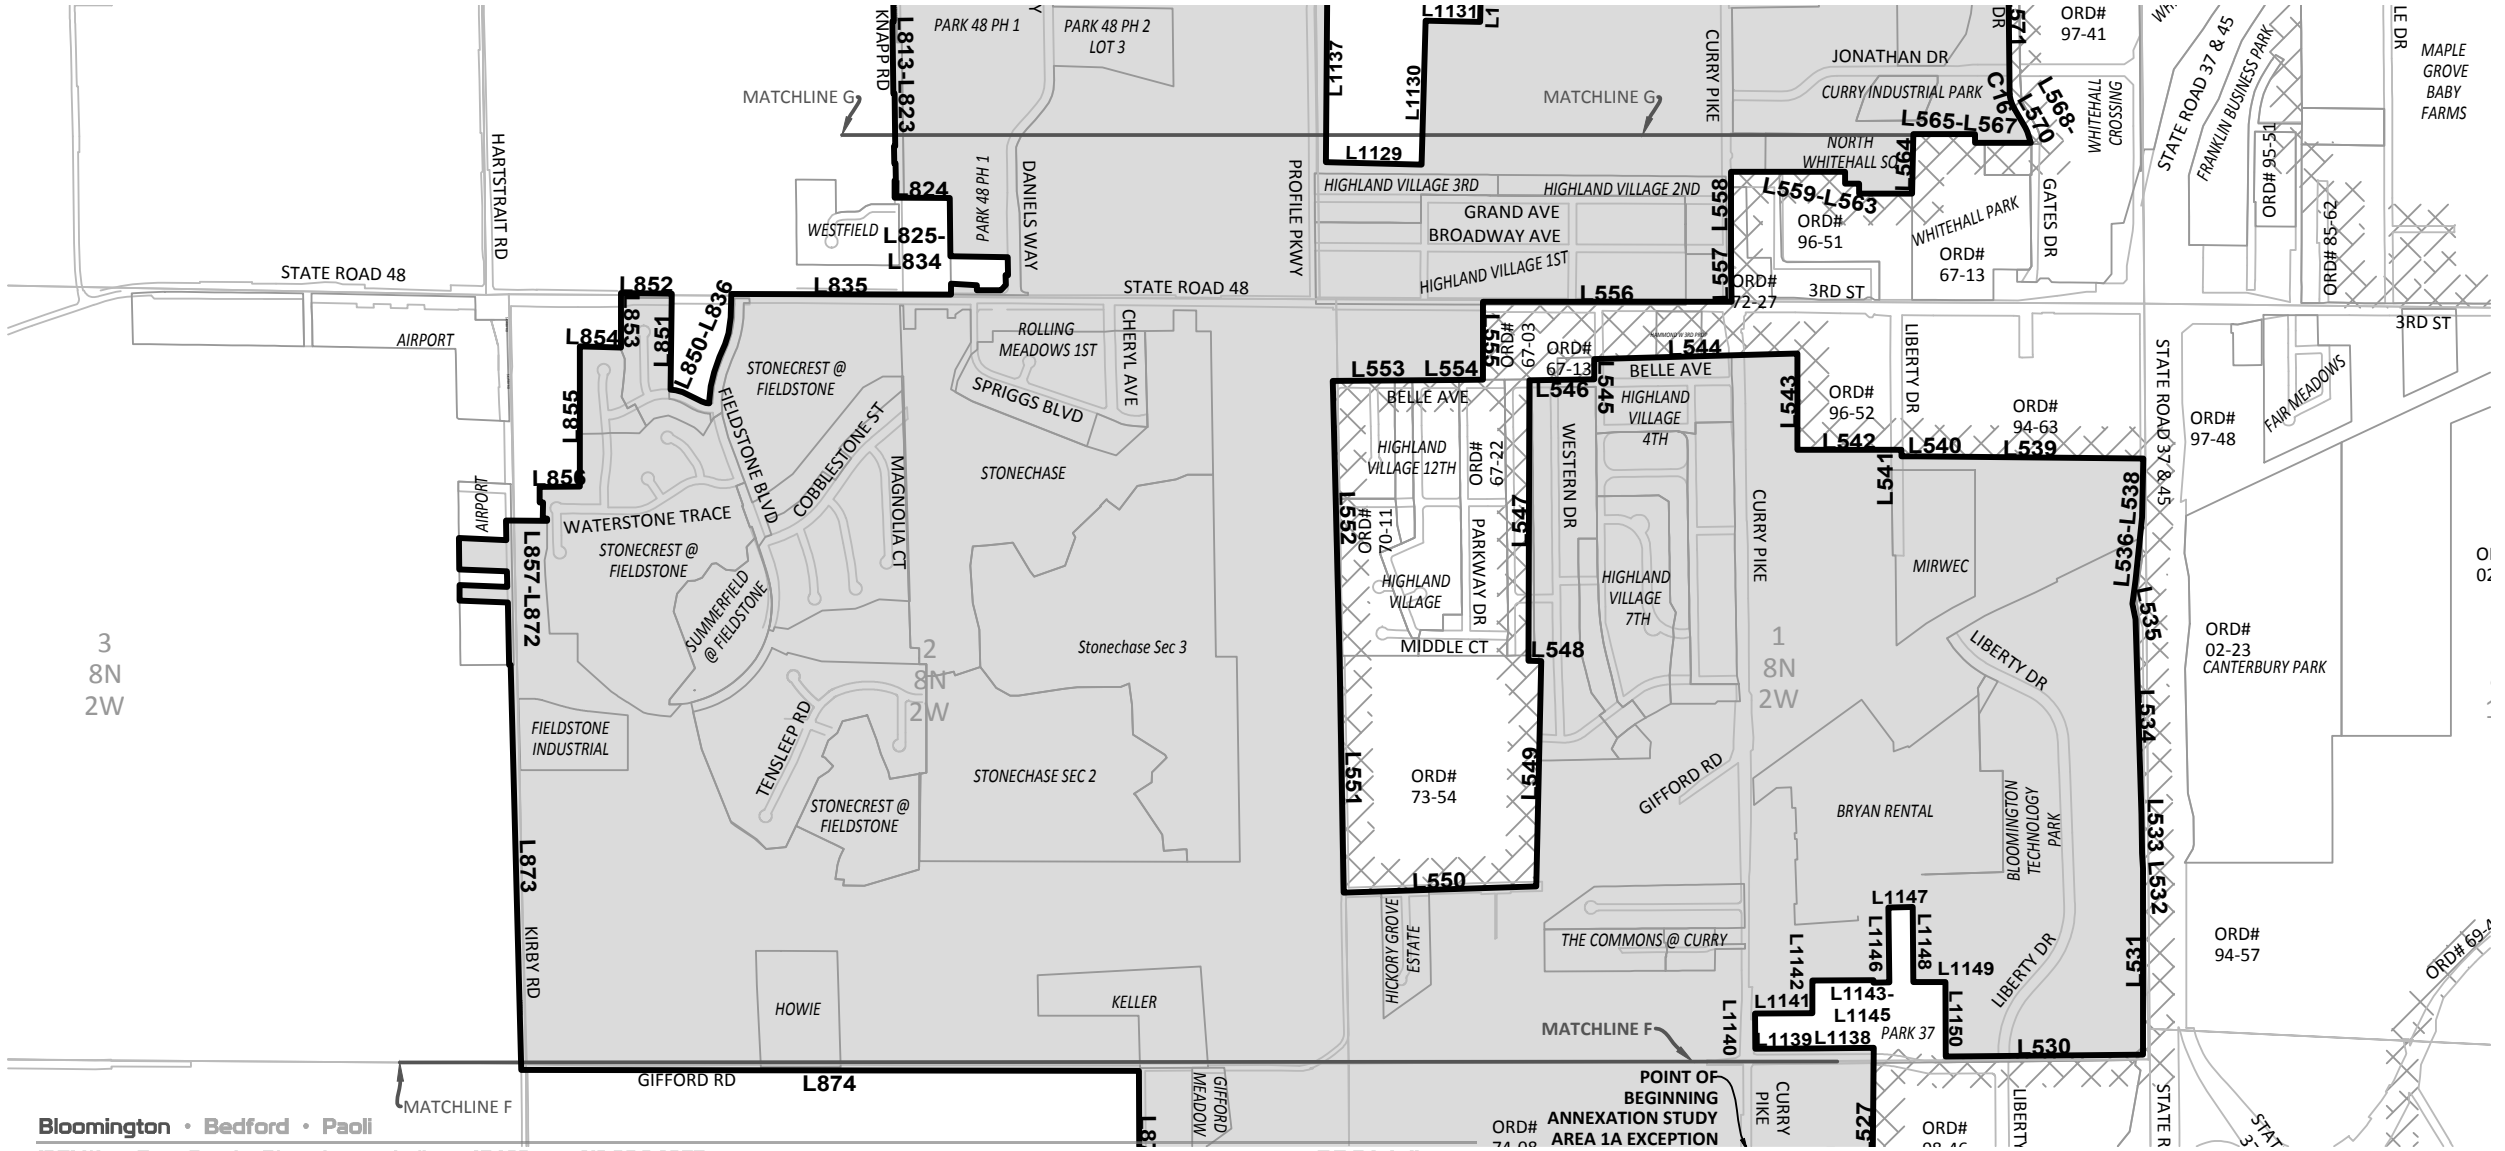 KNAPP RD
L813-L823
PARK 48 PH 1
PARK 48 PH 2
LOT 3
L1137
L1131
L1130
CURRY PIKE
JONATHAN DR
DR
ORD#
97-41
STATE ROAD 37 & 45
FRANKLIN BUSINESS PARK
LE DR
MAPLE
GROVE
BABY
FARMS
MATCHLINE G
MATCHLINE G
CURRY INDUSTRIAL PARK
C16
L568-
L570
WHITEHALL
CROSSING
L565-L567
NORTH
WHITEHALL SQ
L564
ORD# 95-51
HARTSTRAIT RD
L1129
PARK 48 PH 1
DANIELS WAY
PROFILE PKWY
HIGHLAND VILLAGE 3RD
HIGHLAND VILLAGE 2ND
L558
L559-L563
824
GRAND AVE
BROADWAY AVE
ORD#
96-51
WHITEHALL PARK
GATES DR
ORD# 85-62
WESTFIELD
L825-
L834
ORD#
67-13
HIGHLAND VILLAGE 1ST
L557
STATE ROAD 48
L852
L835
STATE ROAD 48
L556
ORD#
72-27
3RD ST
3RD ST
AIRPORT
L854
L853
L851
L850-L836
STONECREST @
FIELDSTONE
ROLLING
MEADOWS 1ST
CHERYL AVE
SPRIGGS BLVD
L555
ORD#
67-03
ORD#
67-13
HAMMOND W 3RD PROP
L544
BELLE AVE
LIBERTY DR
STATE ROAD 37 & 45
FAIR MEADOWS
L553
L554
BELLE AVE
L546
L545
HIGHLAND
VILLAGE
4TH
L543
ORD#
96-52
ORD#
94-63
ORD#
97-48
L855
FIELDSTONE BLVD
COBBLESTONE ST
MAGNOLIA CT
STONECHASE
HIGHLAND
VILLAGE 12TH
ORD#
67-22
WESTERN DR
L542
L540
L539
L541
L856
AIRPORT
WATERSTONE TRACE
STONECREST @
FIELDSTONE
L857-L872
L552
ORD#
70-11
PARKWAY DR
L547
CURRY PIKE
L536-L538
MIRWEC
HIGHLAND
VILLAGE
HIGHLAND
VILLAGE
7TH
SUMMERFIELD
@ FIELDSTONE
L535
3
8N
2W
2
8N
2W
Stonechase Sec 3
MIDDLE CT
L548
1
8N
2W
LIBERTY DR
ORD#
02-23
CANTERBURY PARK
FIELDSTONE
INDUSTRIAL
TENSLEEP RD
STONECHASE SEC 2
STONECREST @
FIELDSTONE
L551
ORD#
73-54
L549
GIFFORD RD
L534
BRYAN RENTAL
BLOOMINGTON
TECHNOLOGY
PARK
L533
L532
L873
L550
L1147
KIRBY RD
HICKORY GROVE
ESTATE
THE COMMONS @ CURRY
L1142
L1146
L1148
L1149
L531
ORD#
94-57
ORD# 69-
HOWIE
KELLER
L1141
L1143-
L1145
L1140
L1139
L1138
PARK 37
L1150
LIBERTY DR
MATCHLINE F
L530
GIFFORD RD
L874
MATCHLINE F
GIFFORD
MEADOW
POINT OF
BEGINNING
ANNEXATION STUDY
AREA 1A EXCEPTION
CURRY
PIKE
527
LIBERTY
STATE R
STAT
ORD#
ORD#
Bloomington • Bedford • Paoli